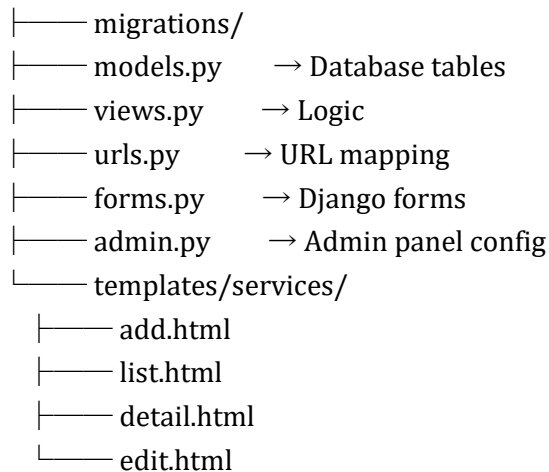 ├─── migrations/
├─── models.py → Database tables
├─── views.py → Logic
├─── urls.py → URL mapping
├─── forms.py → Django forms
├─── admin.py → Admin panel config
└─── templates/services/
├─── add.html
├─── list.html
├─── detail.html
└─── edit.html